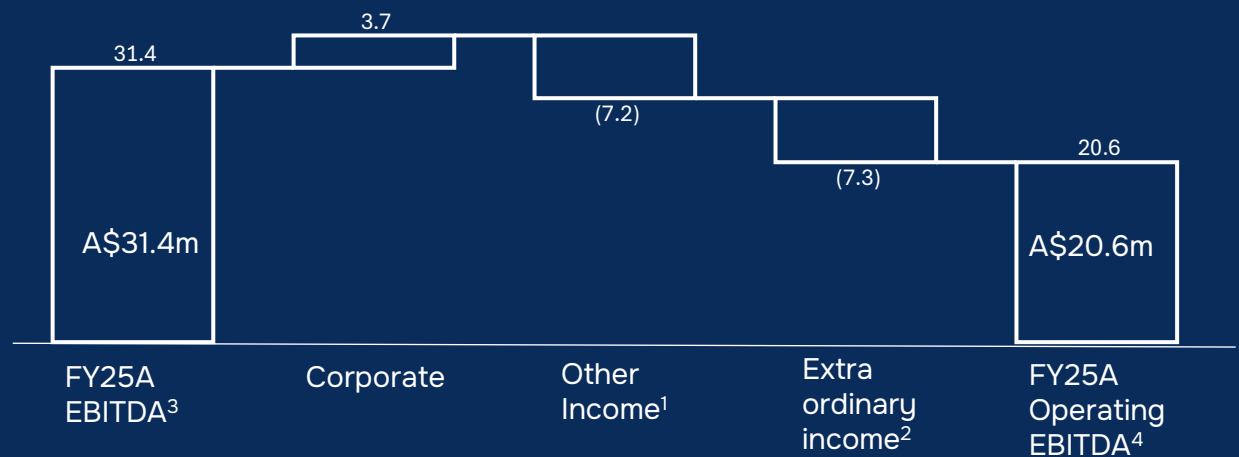 31.4
3.7
(7.2)
(7.3)
20.6
A$31.4m
A$20.6m
FY25A
EBITDA³
Corporate
Other
Income¹
Extra
ordinary
income²
FY25A
Operating
EBITDA⁴